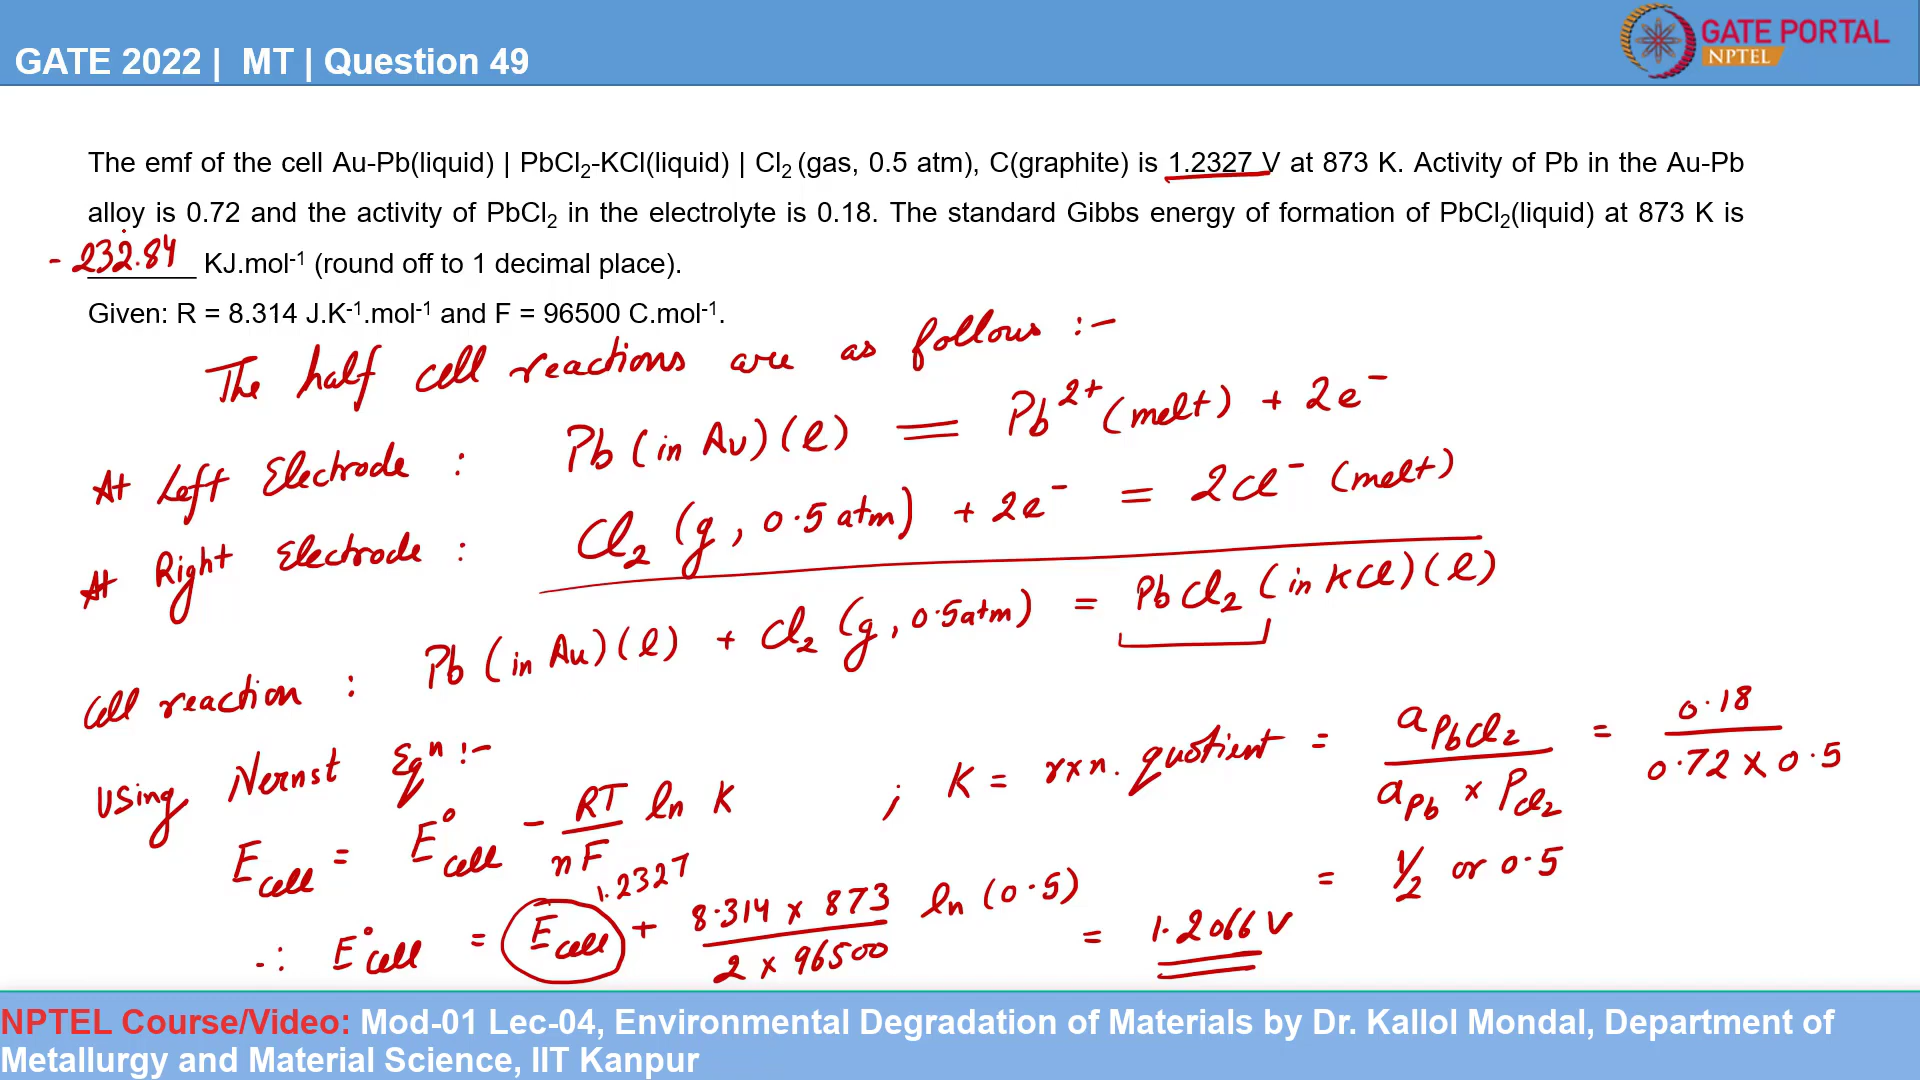 GATE 2022 | MT | Question 49
GATE PORTAL
NPTEL
The emf of the cell Au-Pb(liquid) | PbCl₂-KCl(liquid) | Cl₂ (gas, 0.5 atm), C(graphite) is 1.2327 V at 873 K. Activity of Pb in the Au-Pb
alloy is 0.72 and the activity of PbCl₂ in the electrolyte is 0.18. The standard Gibbs energy of formation of PbCl₂(liquid) at 873 K is
- 232.84 KJ.mol⁻¹ (round off to 1 decimal place).
Given: R = 8.314 J.K⁻¹.mol⁻¹ and F = 96500 C.mol⁻¹.
The half cell reactions are as follows :-
At Left Electrode : Pb (in Au) (l) = Pb²⁺ (melt) + 2e⁻
At Right Electrode : Cl₂ (g, 0.5 atm) + 2e⁻ = 2Cl⁻ (melt)
Cell reaction : Pb (in Au) (l) + Cl₂ (g, 0.5atm) = PbCl₂ (in KCl) (l)
Using Nernst Eqⁿ :-
E cell = E° cell - RT/nF ln K ; K = rxn. quotient = a PbCl₂ / a Pb × P Cl₂ = 0.18 / 0.72 × 0.5
= 1/2 or 0.5
1.2327
∴ E° cell = E cell + 8.314 × 873 / 2 × 96500 ln (0.5) = 1.2066 V
NPTEL Course/Video: Mod-01 Lec-04, Environmental Degradation of Materials by Dr. Kallol Mondal, Department of
Metallurgy and Material Science, IIT Kanpur